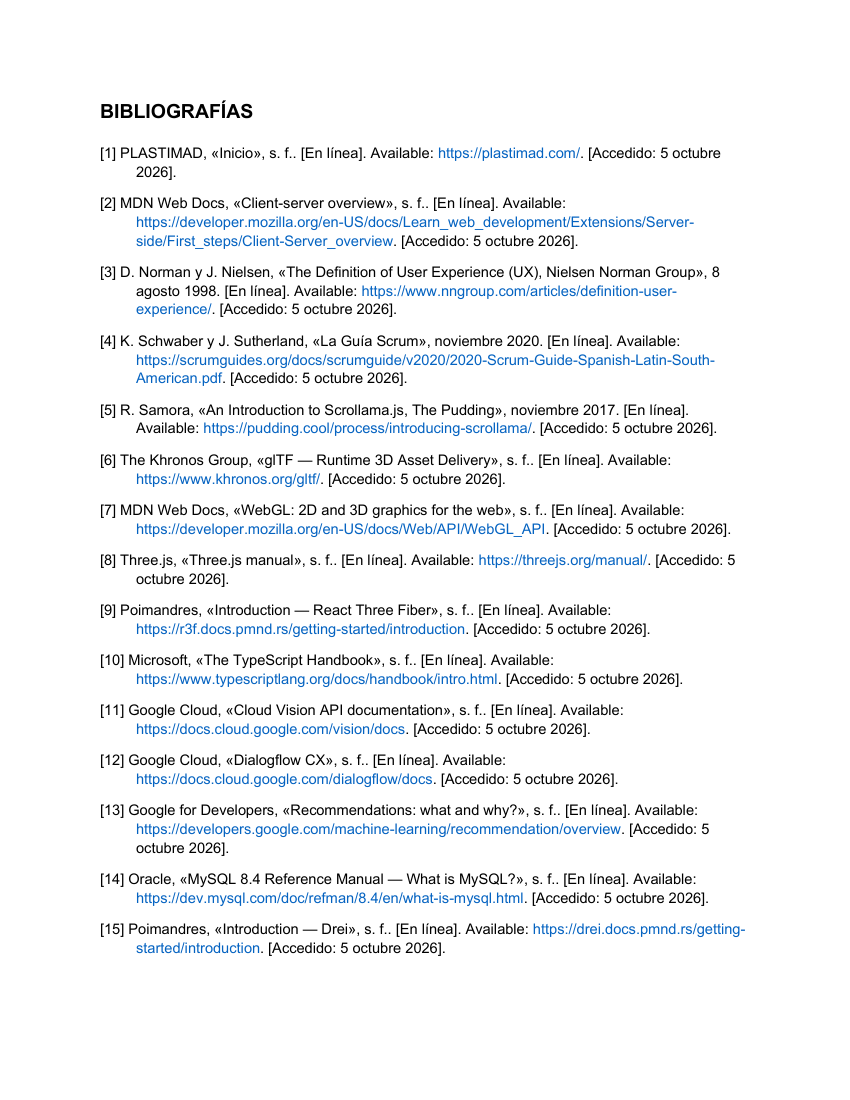 BIBLIOGRAFÍAS
[1] PLASTIMAD, «Inicio», s. f.. [En línea]. Available: https://plastimad.com/. [Accedido: 5 octubre
2026].
[2] MDN Web Docs, «Client-server overview», s. f.. [En línea]. Available:
https://developer.mozilla.org/en-US/docs/Learn_web_development/Extensions/Server-
side/First_steps/Client-Server_overview. [Accedido: 5 octubre 2026].
[3] D. Norman y J. Nielsen, «The Definition of User Experience (UX), Nielsen Norman Group», 8
agosto 1998. [En línea]. Available: https://www.nngroup.com/articles/definition-user-
experience/. [Accedido: 5 octubre 2026].
[4] K. Schwaber y J. Sutherland, «La Guía Scrum», noviembre 2020. [En línea]. Available:
https://scrumguides.org/docs/scrumguide/v2020/2020-Scrum-Guide-Spanish-Latin-South-
American.pdf. [Accedido: 5 octubre 2026].
[5] R. Samora, «An Introduction to Scrollama.js, The Pudding», noviembre 2017. [En línea].
Available: https://pudding.cool/process/introducing-scrollama/. [Accedido: 5 octubre 2026].
[6] The Khronos Group, «glTF — Runtime 3D Asset Delivery», s. f.. [En línea]. Available:
https://www.khronos.org/gltf/. [Accedido: 5 octubre 2026].
[7] MDN Web Docs, «WebGL: 2D and 3D graphics for the web», s. f.. [En línea]. Available:
https://developer.mozilla.org/en-US/docs/Web/API/WebGL_API. [Accedido: 5 octubre 2026].
[8] Three.js, «Three.js manual», s. f.. [En línea]. Available: https://threejs.org/manual/. [Accedido: 5
octubre 2026].
[9] Poimandres, «Introduction — React Three Fiber», s. f.. [En línea]. Available:
https://r3f.docs.pmnd.rs/getting-started/introduction. [Accedido: 5 octubre 2026].
[10] Microsoft, «The TypeScript Handbook», s. f.. [En línea]. Available:
https://www.typescriptlang.org/docs/handbook/intro.html. [Accedido: 5 octubre 2026].
[11] Google Cloud, «Cloud Vision API documentation», s. f.. [En línea]. Available:
https://docs.cloud.google.com/vision/docs. [Accedido: 5 octubre 2026].
[12] Google Cloud, «Dialogflow CX», s. f.. [En línea]. Available:
https://docs.cloud.google.com/dialogflow/docs. [Accedido: 5 octubre 2026].
[13] Google for Developers, «Recommendations: what and why?», s. f.. [En línea]. Available:
https://developers.google.com/machine-learning/recommendation/overview. [Accedido: 5
octubre 2026].
[14] Oracle, «MySQL 8.4 Reference Manual — What is MySQL?», s. f.. [En línea]. Available:
https://dev.mysql.com/doc/refman/8.4/en/what-is-mysql.html. [Accedido: 5 octubre 2026].
[15] Poimandres, «Introduction — Drei», s. f.. [En línea]. Available: https://drei.docs.pmnd.rs/getting-
started/introduction. [Accedido: 5 octubre 2026].